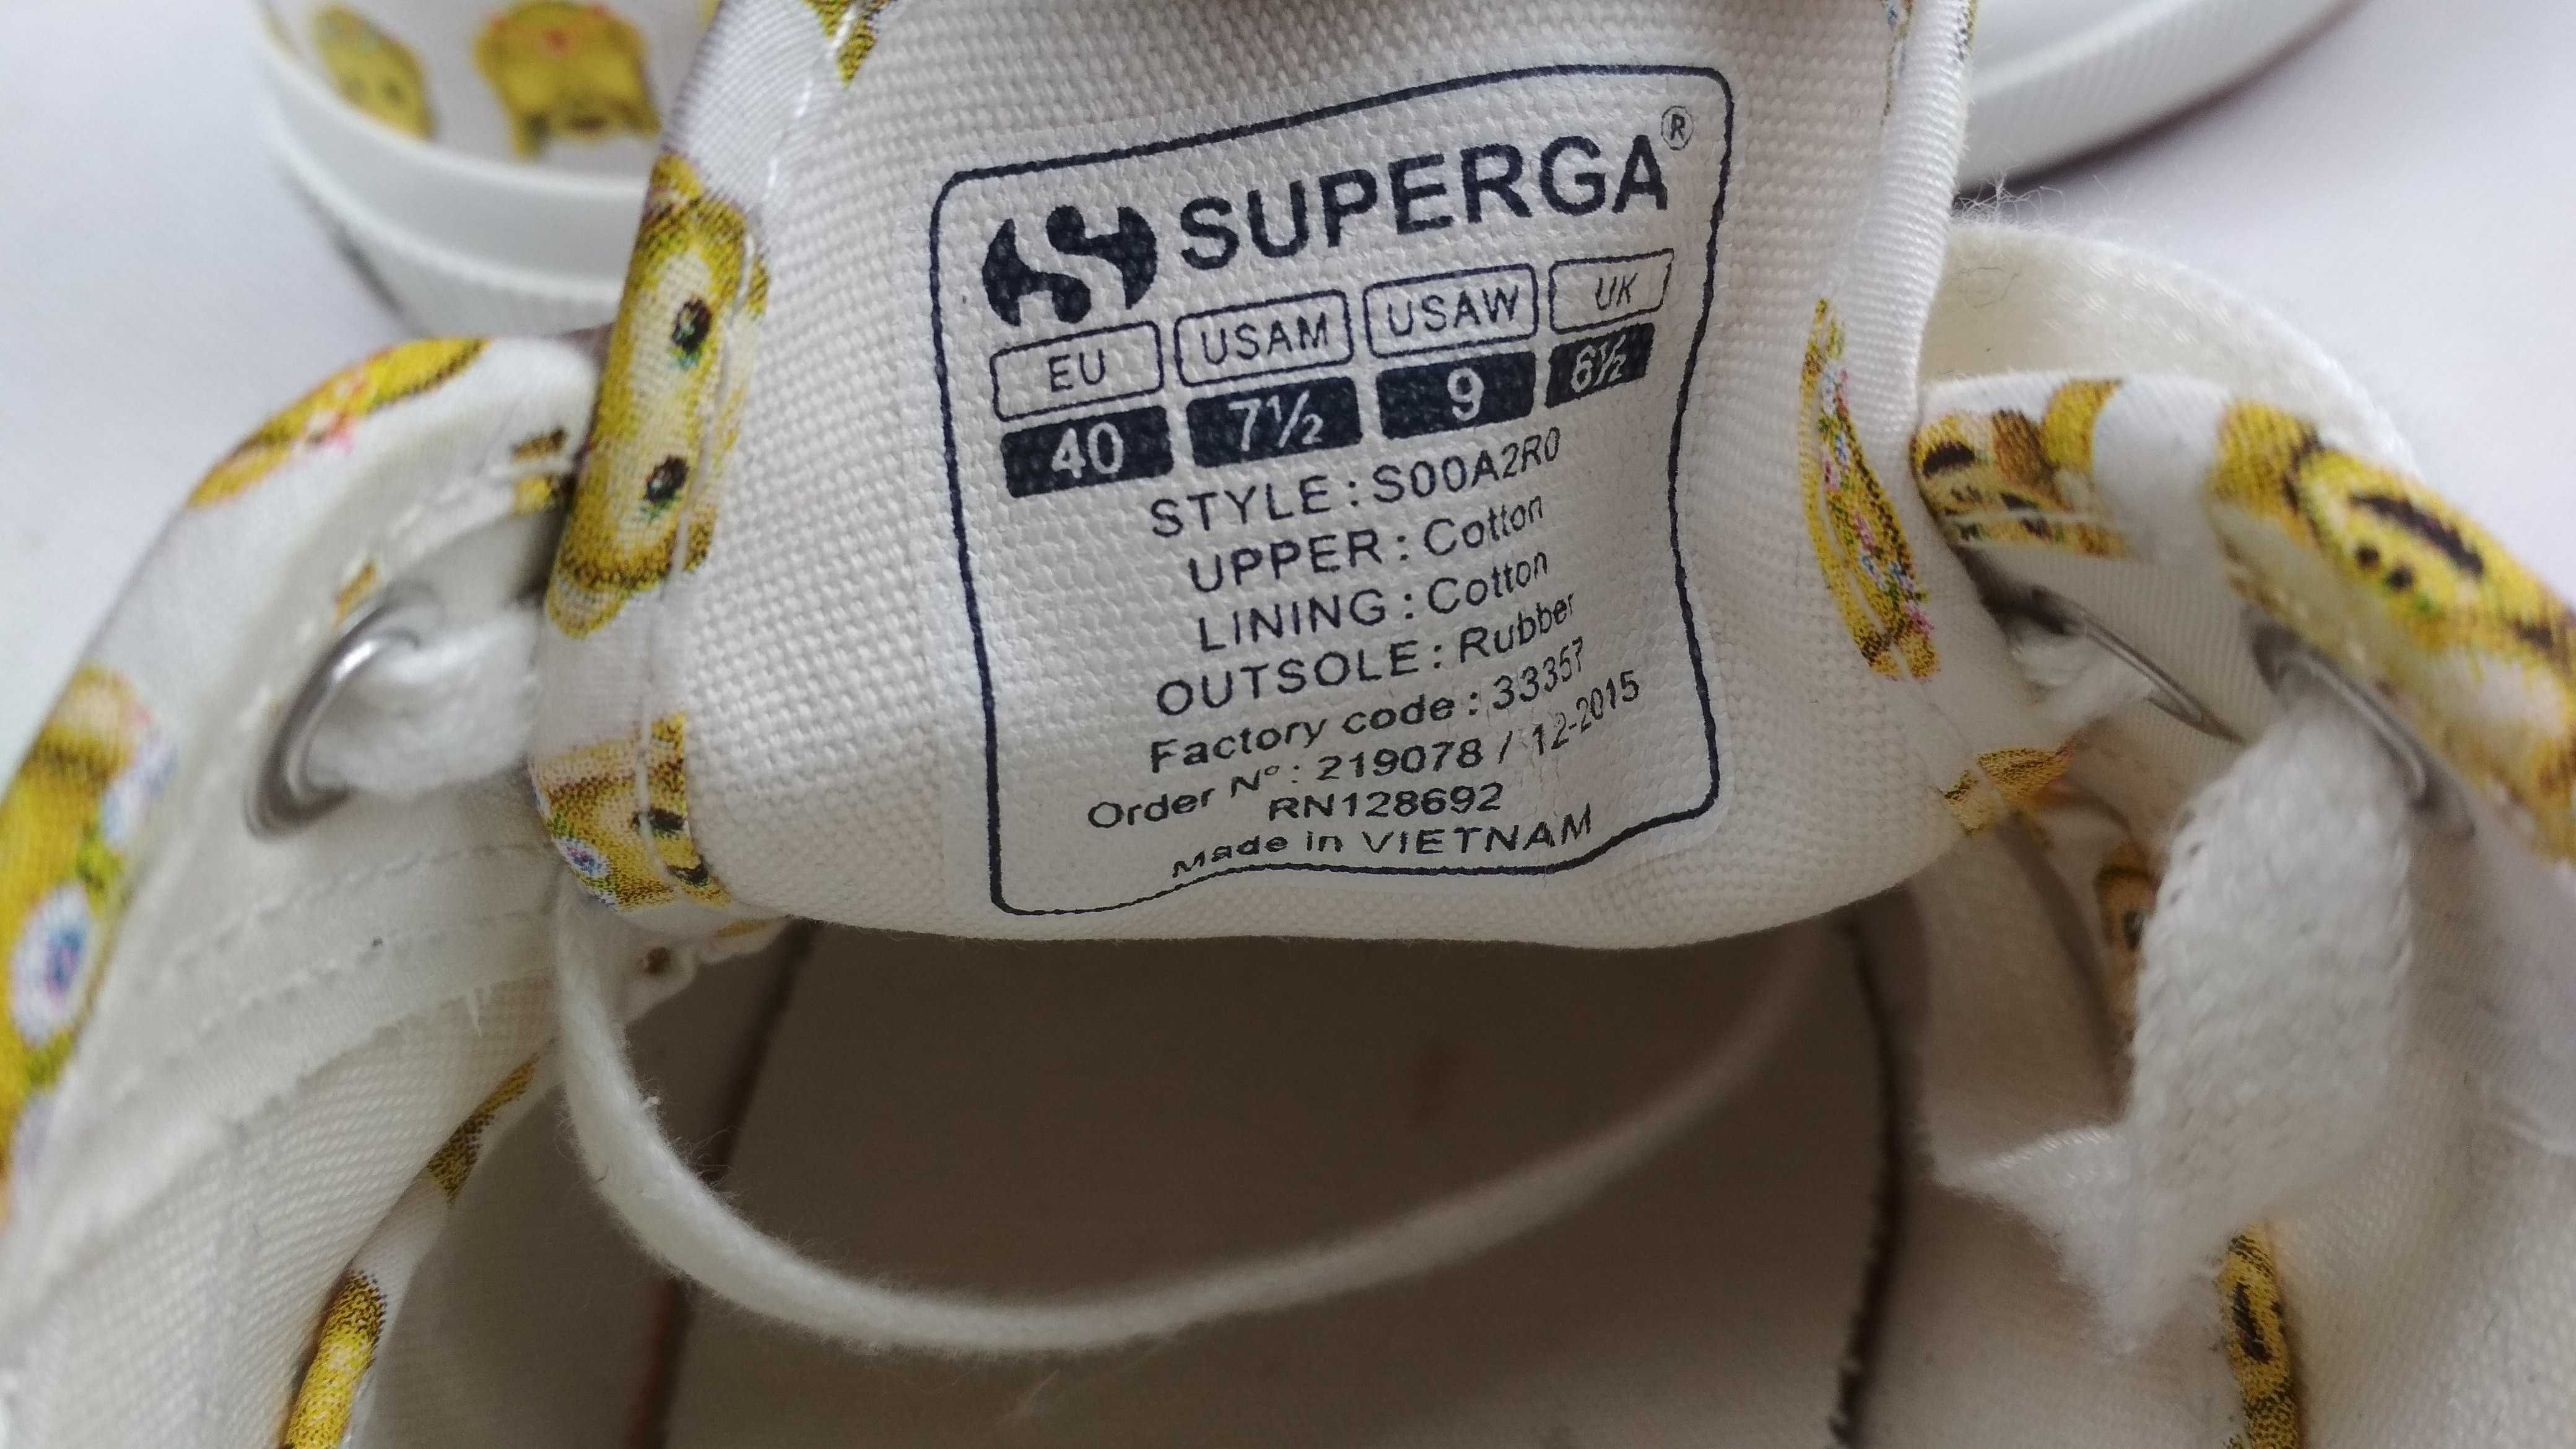 SUPERGA®
EU USAM USAW UK
40 7½ 9 6½
STYLE : S00A2R0
UPPER : Cotton
LINING : Cotton
OUTSOLE : Rubber
Factory code : 33357
Order Nº : 219078 / 12-2015
RN128692
Made in VIETNAM